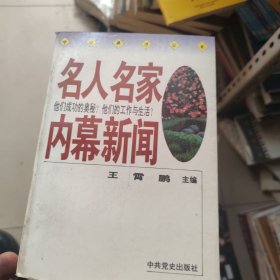 名人名家
他们成功的奥秘！他们的工作与生活！
内幕新闻
王霄鹏 主编
中共党史出版社